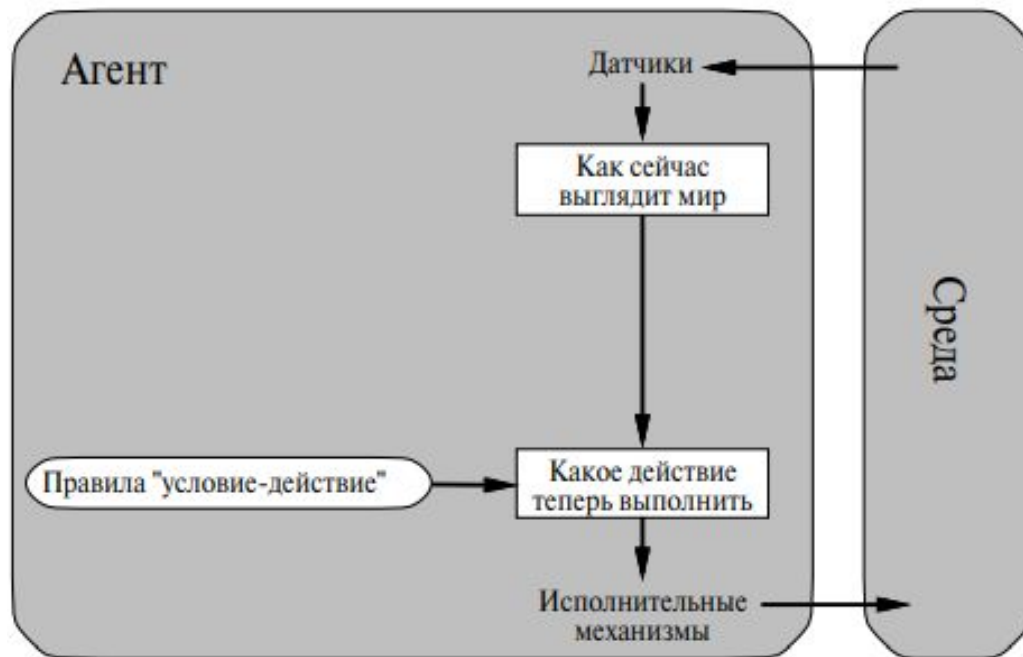 Агент
Датчики
Как сейчас
выглядит мир
Среда
Правила "условие-действие"
Какое действие
теперь выполнить
Исполнительные
механизмы